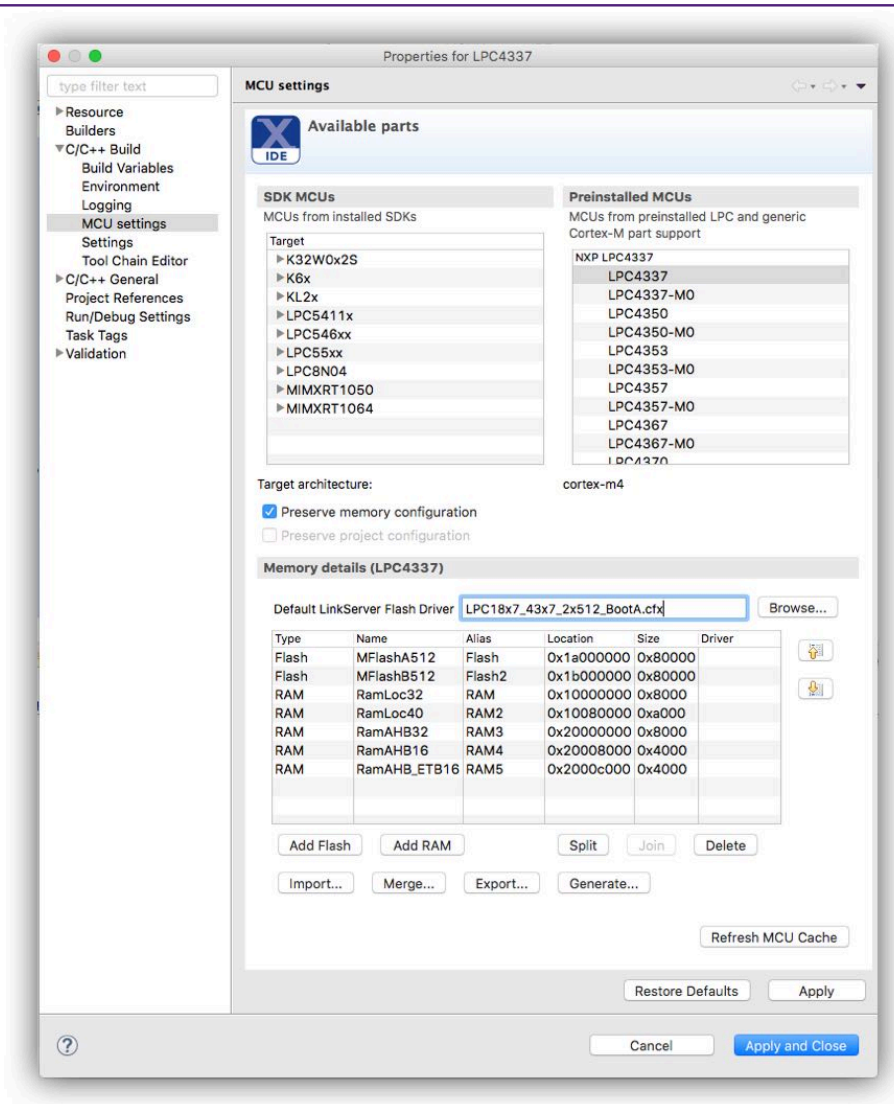 Properties for LPC4337
type filter text
Resource
Builders
C/C++ Build
Build Variables
Environment
Logging
MCU settings
Settings
Tool Chain Editor
C/C++ General
Project References
Run/Debug Settings
Task Tags
Validation
MCU settings
IDE
Available parts
SDK MCUs
MCUs from installed SDKs
Target
K32W0x2S
K6x
KL2x
LPC5411x
LPC546xx
LPC55xx
LPC8N04
MIMXRT1050
MIMXRT1064
Preinstalled MCUs
MCUs from preinstalled LPC and generic
Cortex-M part support
NXP LPC4337
LPC4337
LPC4337-M0
LPC4350
LPC4350-M0
LPC4353
LPC4353-M0
LPC4357
LPC4357-M0
LPC4367
LPC4367-M0
LPC4370
Target architecture: cortex-m4
Preserve memory configuration
Preserve project configuration
Memory details (LPC4337)
Default LinkServer Flash Driver LPC18x7_43x7_2x512_BootA.cfx Browse...
Type Name Alias Location Size Driver
Flash MFlashA512 Flash 0x1a000000 0x80000
Flash MFlashB512 Flash2 0x1b000000 0x80000
RAM RamLoc32 RAM 0x10000000 0x8000
RAM RamLoc40 RAM2 0x10080000 0xa000
RAM RamAHB32 RAM3 0x20000000 0x8000
RAM RamAHB16 RAM4 0x20008000 0x4000
RAM RamAHB_ETB16 RAM5 0x2000c000 0x4000
Add Flash Add RAM Split Join Delete
Import... Merge... Export... Generate...
Refresh MCU Cache
Restore Defaults Apply
? Cancel Apply and Close